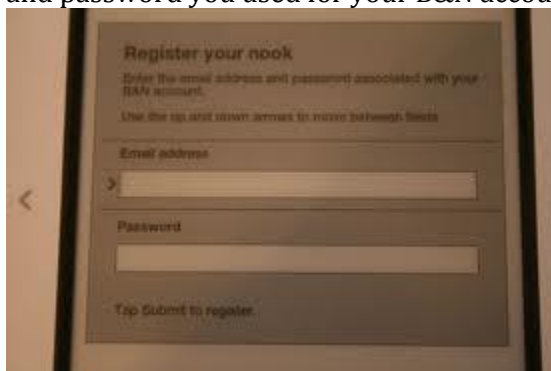 and password you used for your B&N accou
Register your nook
Enter the email address and password associated with your
B&N account.
Use the up and down arrows to move between fields
Email address
Password
Tap Submit to register.